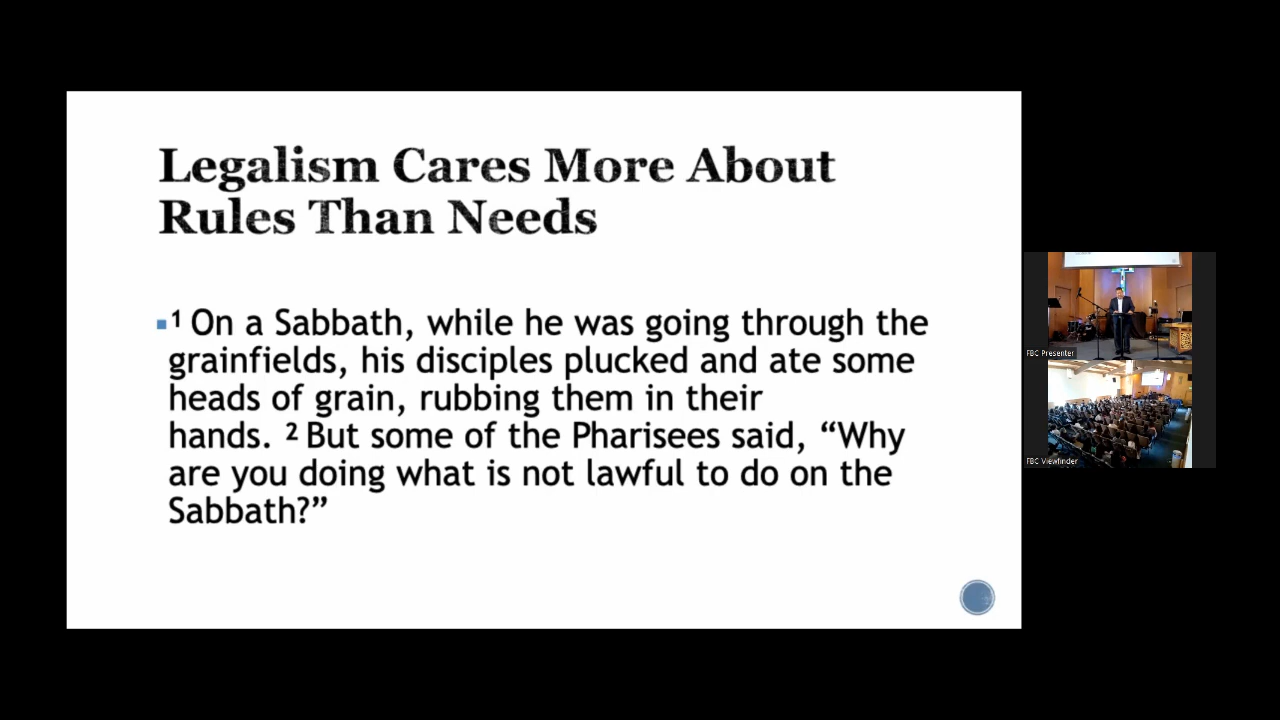 Legalism Cares More About
Rules Than Needs
¹ On a Sabbath, while he was going through the
grainfields, his disciples plucked and ate some
heads of grain, rubbing them in their
hands. ² But some of the Pharisees said, “Why
are you doing what is not lawful to do on the
Sabbath?”
FBC Presenter
FBC Viewfinder